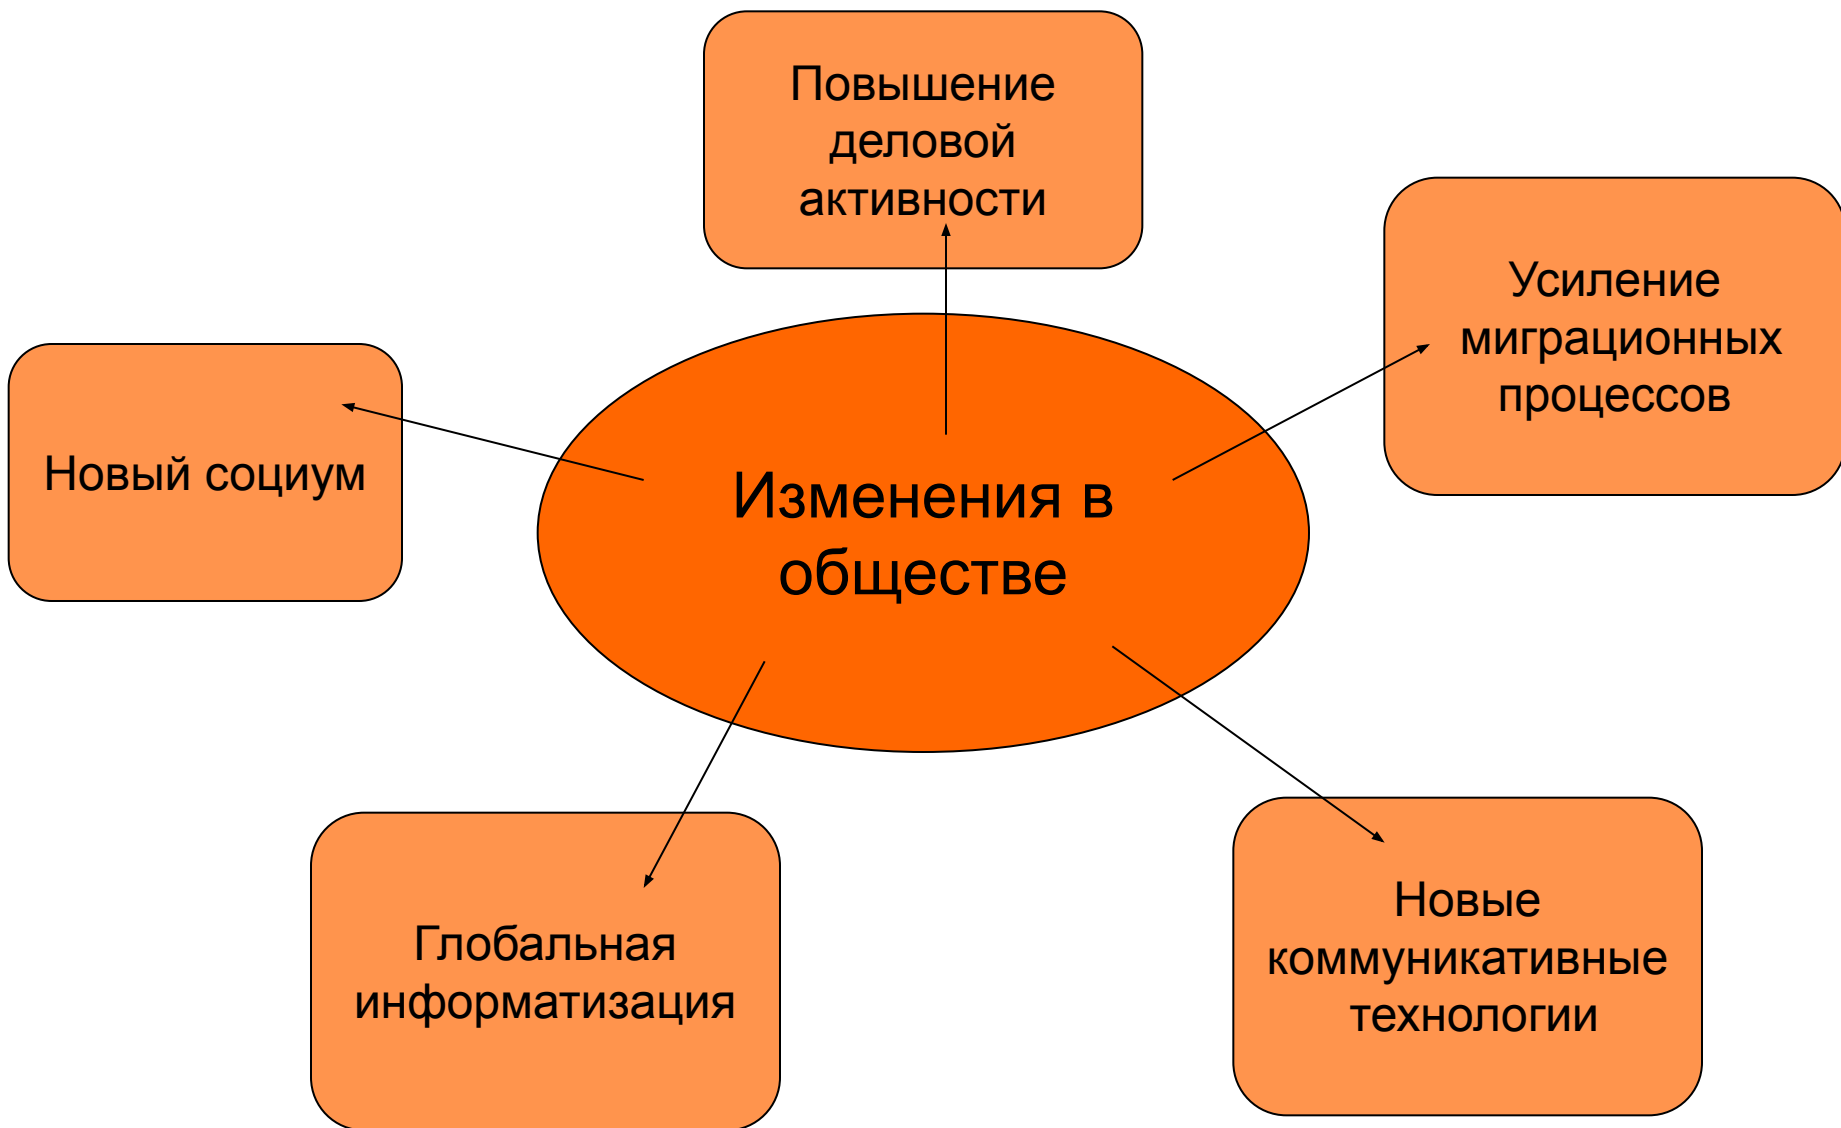 Повышение
деловой
активности
Усиление
миграционных
процессов
Новый социум
Изменения в
обществе
Глобальная
информатизация
Новые
коммуникативные
технологии